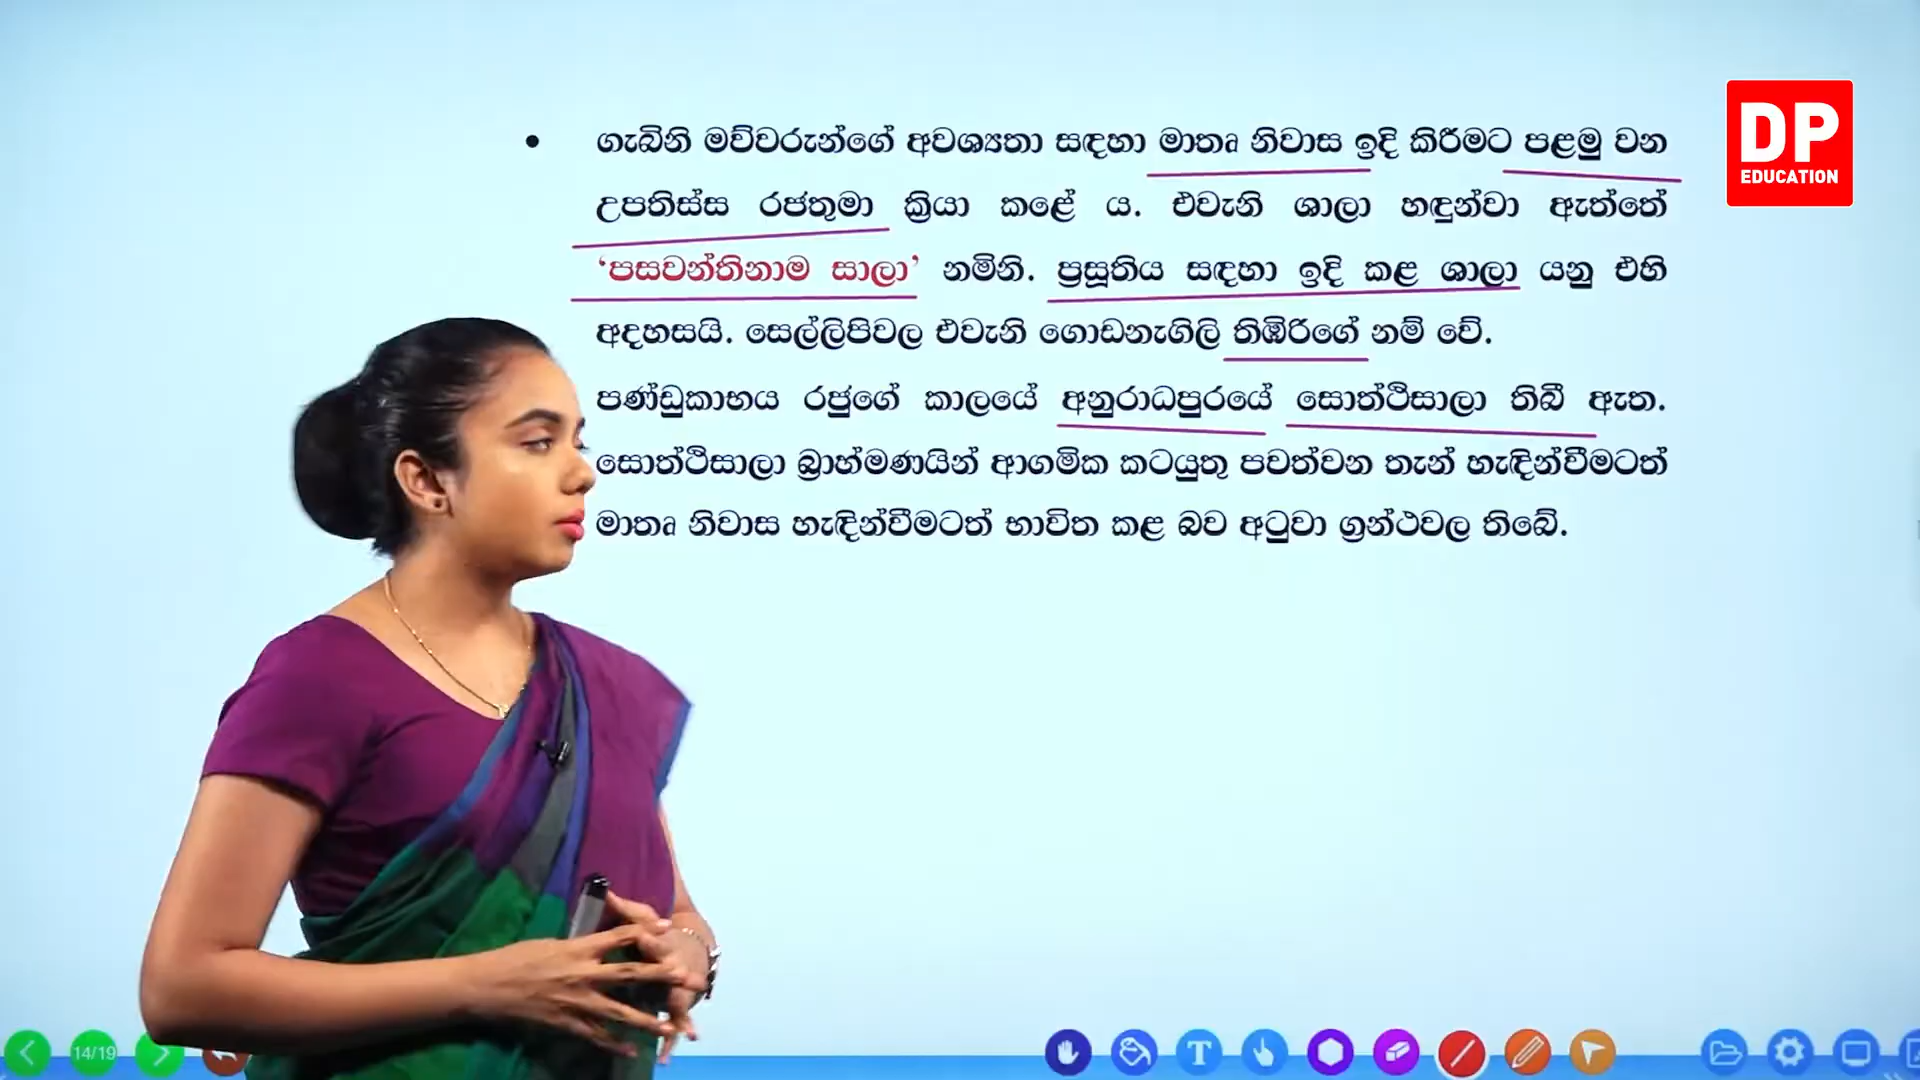 DP
EDUCATION
• ගැබිනි මව්වරුන්ගේ අවශ්‍යතා සඳහා මාතෘ නිවාස ඉදි කිරීමට පළමු වන
උපතිස්ස රජතුමා ක්‍රියා කළේ ය. එවැනි ශාලා හඳුන්වා ඇත්තේ
‘පසවන්තිනාම සාලා’ නමිනි. ප්‍රසූතිය සඳහා ඉදි කළ ශාලා යනු එහි
අදහසයි. සෙල්ලිපිවල එවැනි ගොඩනැගිලි තිඹිරිගේ නම් වේ.
පණ්ඩුකාභය රජුගේ කාලයේ අනුරාධපුරයේ සොත්ථිසාලා තිබී ඇත.
සොත්ථිසාලා බ්‍රාහ්මණයින් ආගමික කටයුතු පවත්වන තැන් හැඳින්වීමටත්
මාතෘ නිවාස හැඳින්වීමටත් භාවිත කළ බව අටුවා ග්‍රන්ථවල තිබේ.
14/19
T